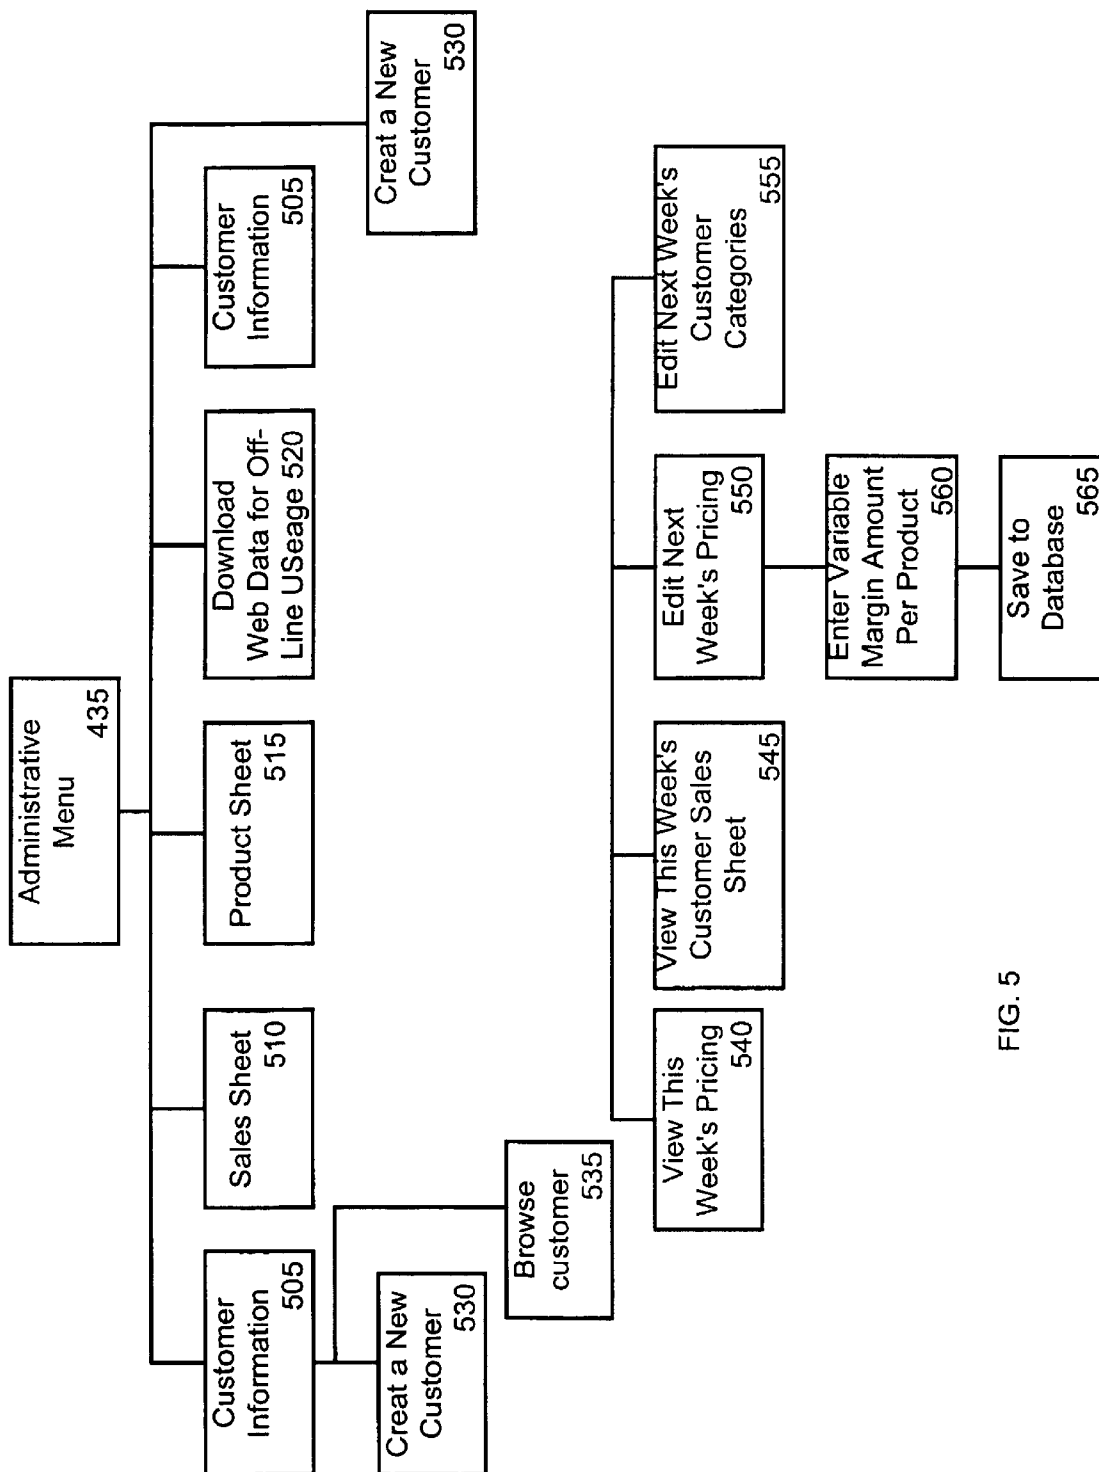 Administrative
Menu
435
Customer
Information
505
Sales Sheet
510
Product Sheet
515
Download
Web Data for Off-
Line USeage 520
Customer
Information
505
Creat a New
Customer
530
Creat a New
Customer
530
Browse
customer
535
View This
Week's Pricing
540
View This Week's
Customer Sales
Sheet
545
Edit Next
Week's Pricing
550
Edit Next Week's
Customer
Categories
555
Enter Variable
Margin Amount
Per Product
560
Save to
Database
565
FIG. 5